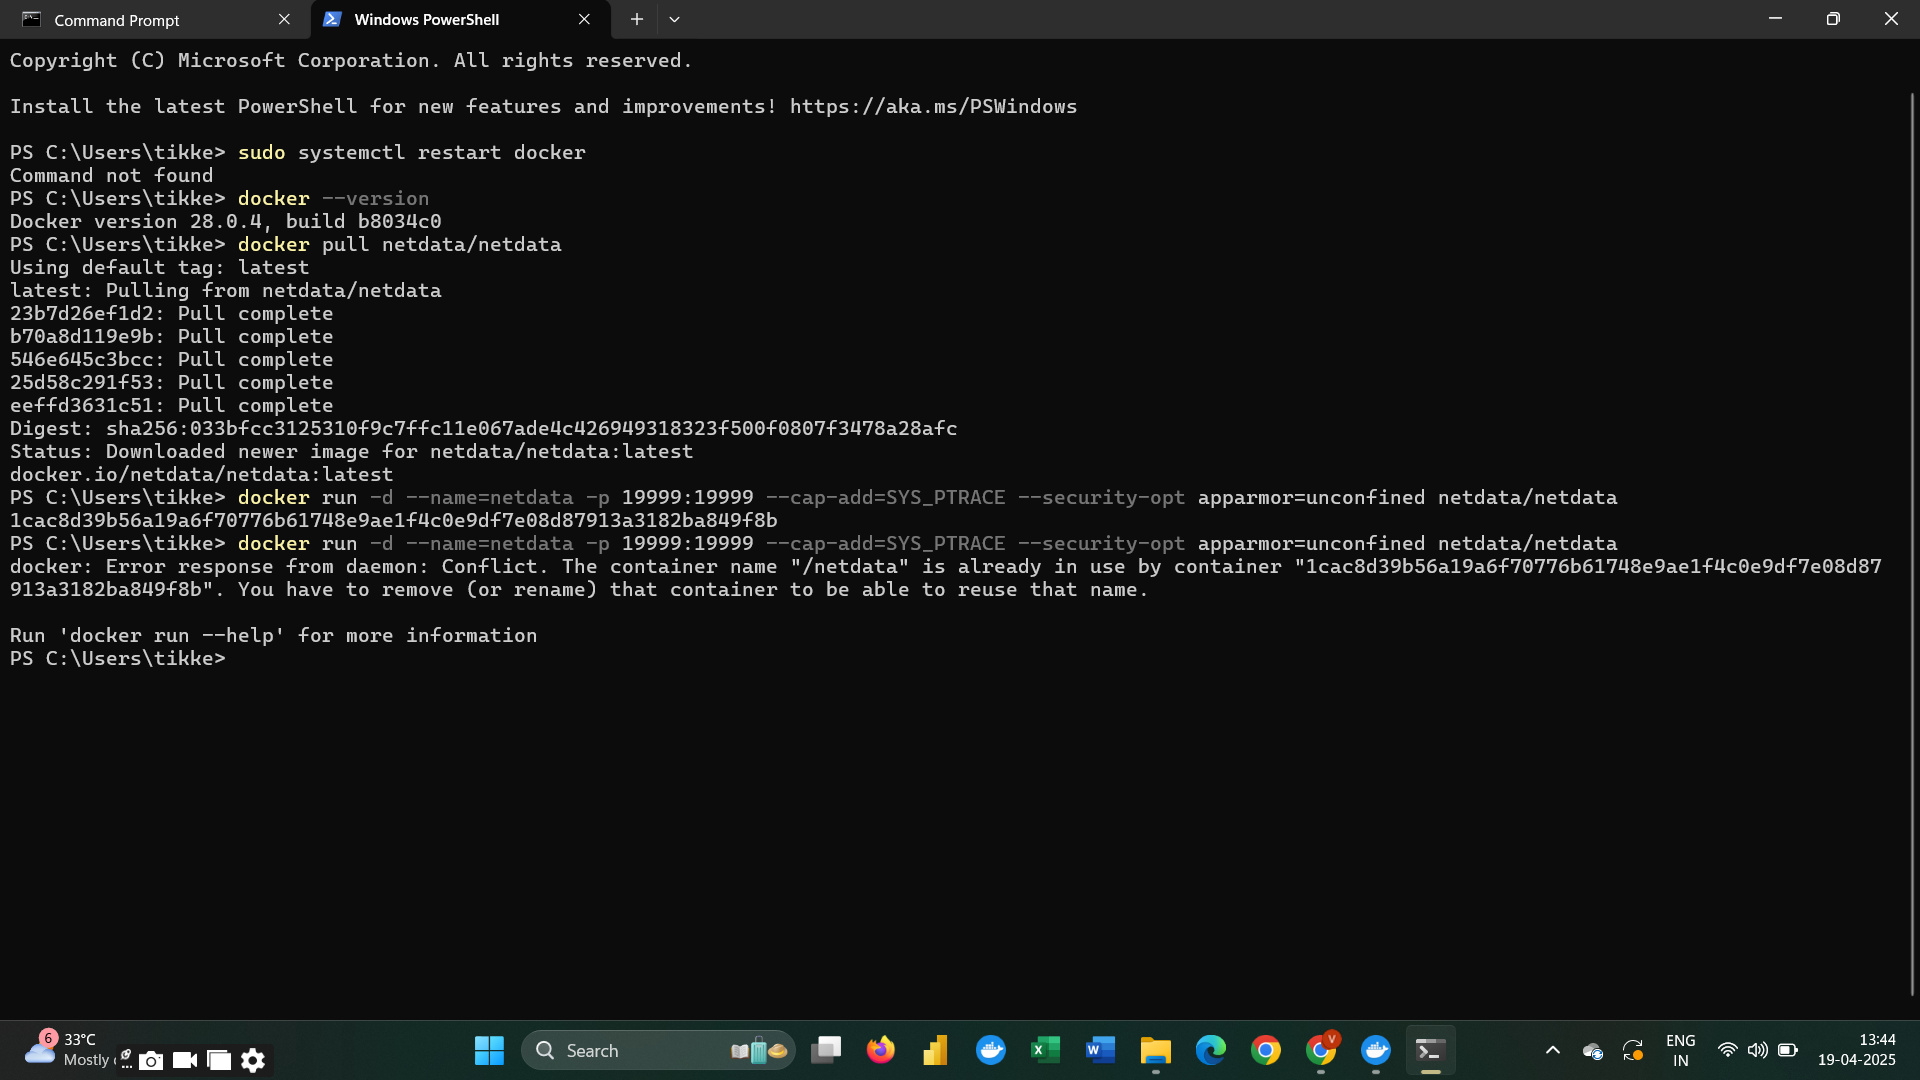 Command Prompt
Windows PowerShell
Copyright (C) Microsoft Corporation. All rights reserved.
Install the latest PowerShell for new features and improvements! https://aka.ms/PSWindows
PS C:\Users\tikke> sudo systemctl restart docker
Command not found
PS C:\Users\tikke> docker --version
Docker version 28.0.4, build b8034c0
PS C:\Users\tikke> docker pull netdata/netdata
Using default tag: latest
latest: Pulling from netdata/netdata
23b7d26ef1d2: Pull complete
b70a8d119e9b: Pull complete
546e645c3bcc: Pull complete
25d58c291f53: Pull complete
eeffd3631c51: Pull complete
Digest: sha256:033bfcc3125310f9c7ffc11e067ade4c426949318323f500f0807f3478a28afc
Status: Downloaded newer image for netdata/netdata:latest
docker.io/netdata/netdata:latest
PS C:\Users\tikke> docker run -d --name=netdata -p 19999:19999 --cap-add=SYS_PTRACE --security-opt apparmor=unconfined netdata/netdata
1cac8d39b56a19a6f70776b61748e9ae1f4c0e9df7e08d87913a3182ba849f8b
PS C:\Users\tikke> docker run -d --name=netdata -p 19999:19999 --cap-add=SYS_PTRACE --security-opt apparmor=unconfined netdata/netdata
docker: Error response from daemon: Conflict. The container name "/netdata" is already in use by container "1cac8d39b56a19a6f70776b61748e9ae1f4c0e9df7e08d87
913a3182ba849f8b". You have to remove (or rename) that container to be able to reuse that name.
Run 'docker run --help' for more information
PS C:\Users\tikke>
6
33°C
Mostly
Search
V
ENG
IN
13:44
19-04-2025